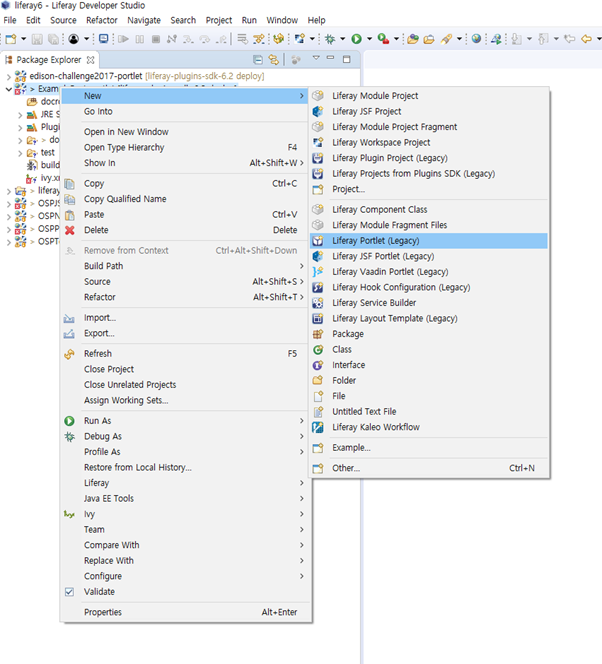 liferay6 - Liferay Developer Studio
File Edit Source Refactor Navigate Search Project Run Window Help
Package Explorer
edison-challenge2017-portlet [liferay-plugins-sdk-6.2 deploy]
> Exam
docro
JRE S
Plugi
> do
test
build
ivy.x
> liferay
OSPJS
OSPN
OSPP
OSPT
New
Go Into
Open in New Window
Open Type Hierarchy F4
Show In Alt+Shift+W >
Copy Ctrl+C
Copy Qualified Name
Paste Ctrl+V
Delete Delete
Remove from Context Ctrl+Alt+Shift+Down
Build Path
Source Alt+Shift+S >
Refactor Alt+Shift+T >
Import...
Export...
Refresh F5
Close Project
Close Unrelated Projects
Assign Working Sets...
Run As
Debug As
Profile As
Restore from Local History...
Liferay
Java EE Tools
Ivy
Team
Compare With
Replace With
Configure
Validate
Properties Alt+Enter
Liferay Module Project
Liferay JSF Project
Liferay Module Project Fragment
Liferay Workspace Project
Liferay Plugin Project (Legacy)
Liferay Projects from Plugins SDK (Legacy)
Project...
Liferay Component Class
Liferay Module Fragment Files
Liferay Portlet (Legacy)
Liferay JSF Portlet (Legacy)
Liferay Vaadin Portlet (Legacy)
Liferay Hook Configuration (Legacy)
Liferay Service Builder
Liferay Layout Template (Legacy)
Package
Class
Interface
Folder
File
Untitled Text File
Liferay Kaleo Workflow
Example...
Other... Ctrl+N